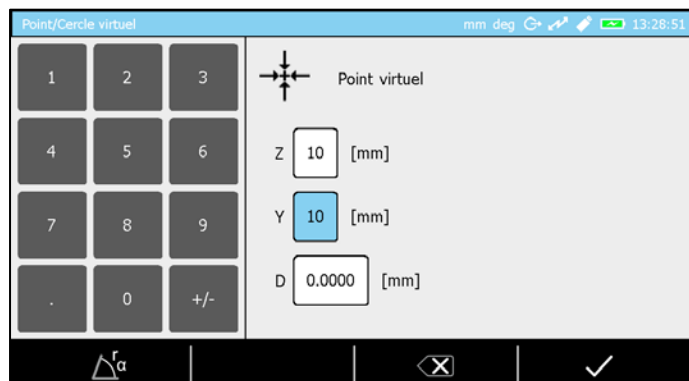 Point/Cercle virtuel mm deg 13:28:51
1 2 3
Point virtuel
4 5 6
Z 10 [mm]
7 8 9
Y 10 [mm]
. 0 +/-
D 0.0000 [mm]
r
α